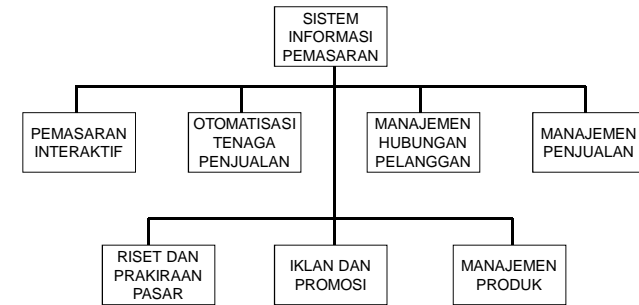 SISTEM
INFORMASI
PEMASARAN
PEMASARAN
INTERAKTIF
OTOMATISASI
TENAGA
PENJUALAN
MANAJEMEN
HUBUNGAN
PELANGGAN
MANAJEMEN
PENJUALAN
RISET DAN
PRAKIRAAN
PASAR
IKLAN DAN
PROMOSI
MANAJEMEN
PRODUK